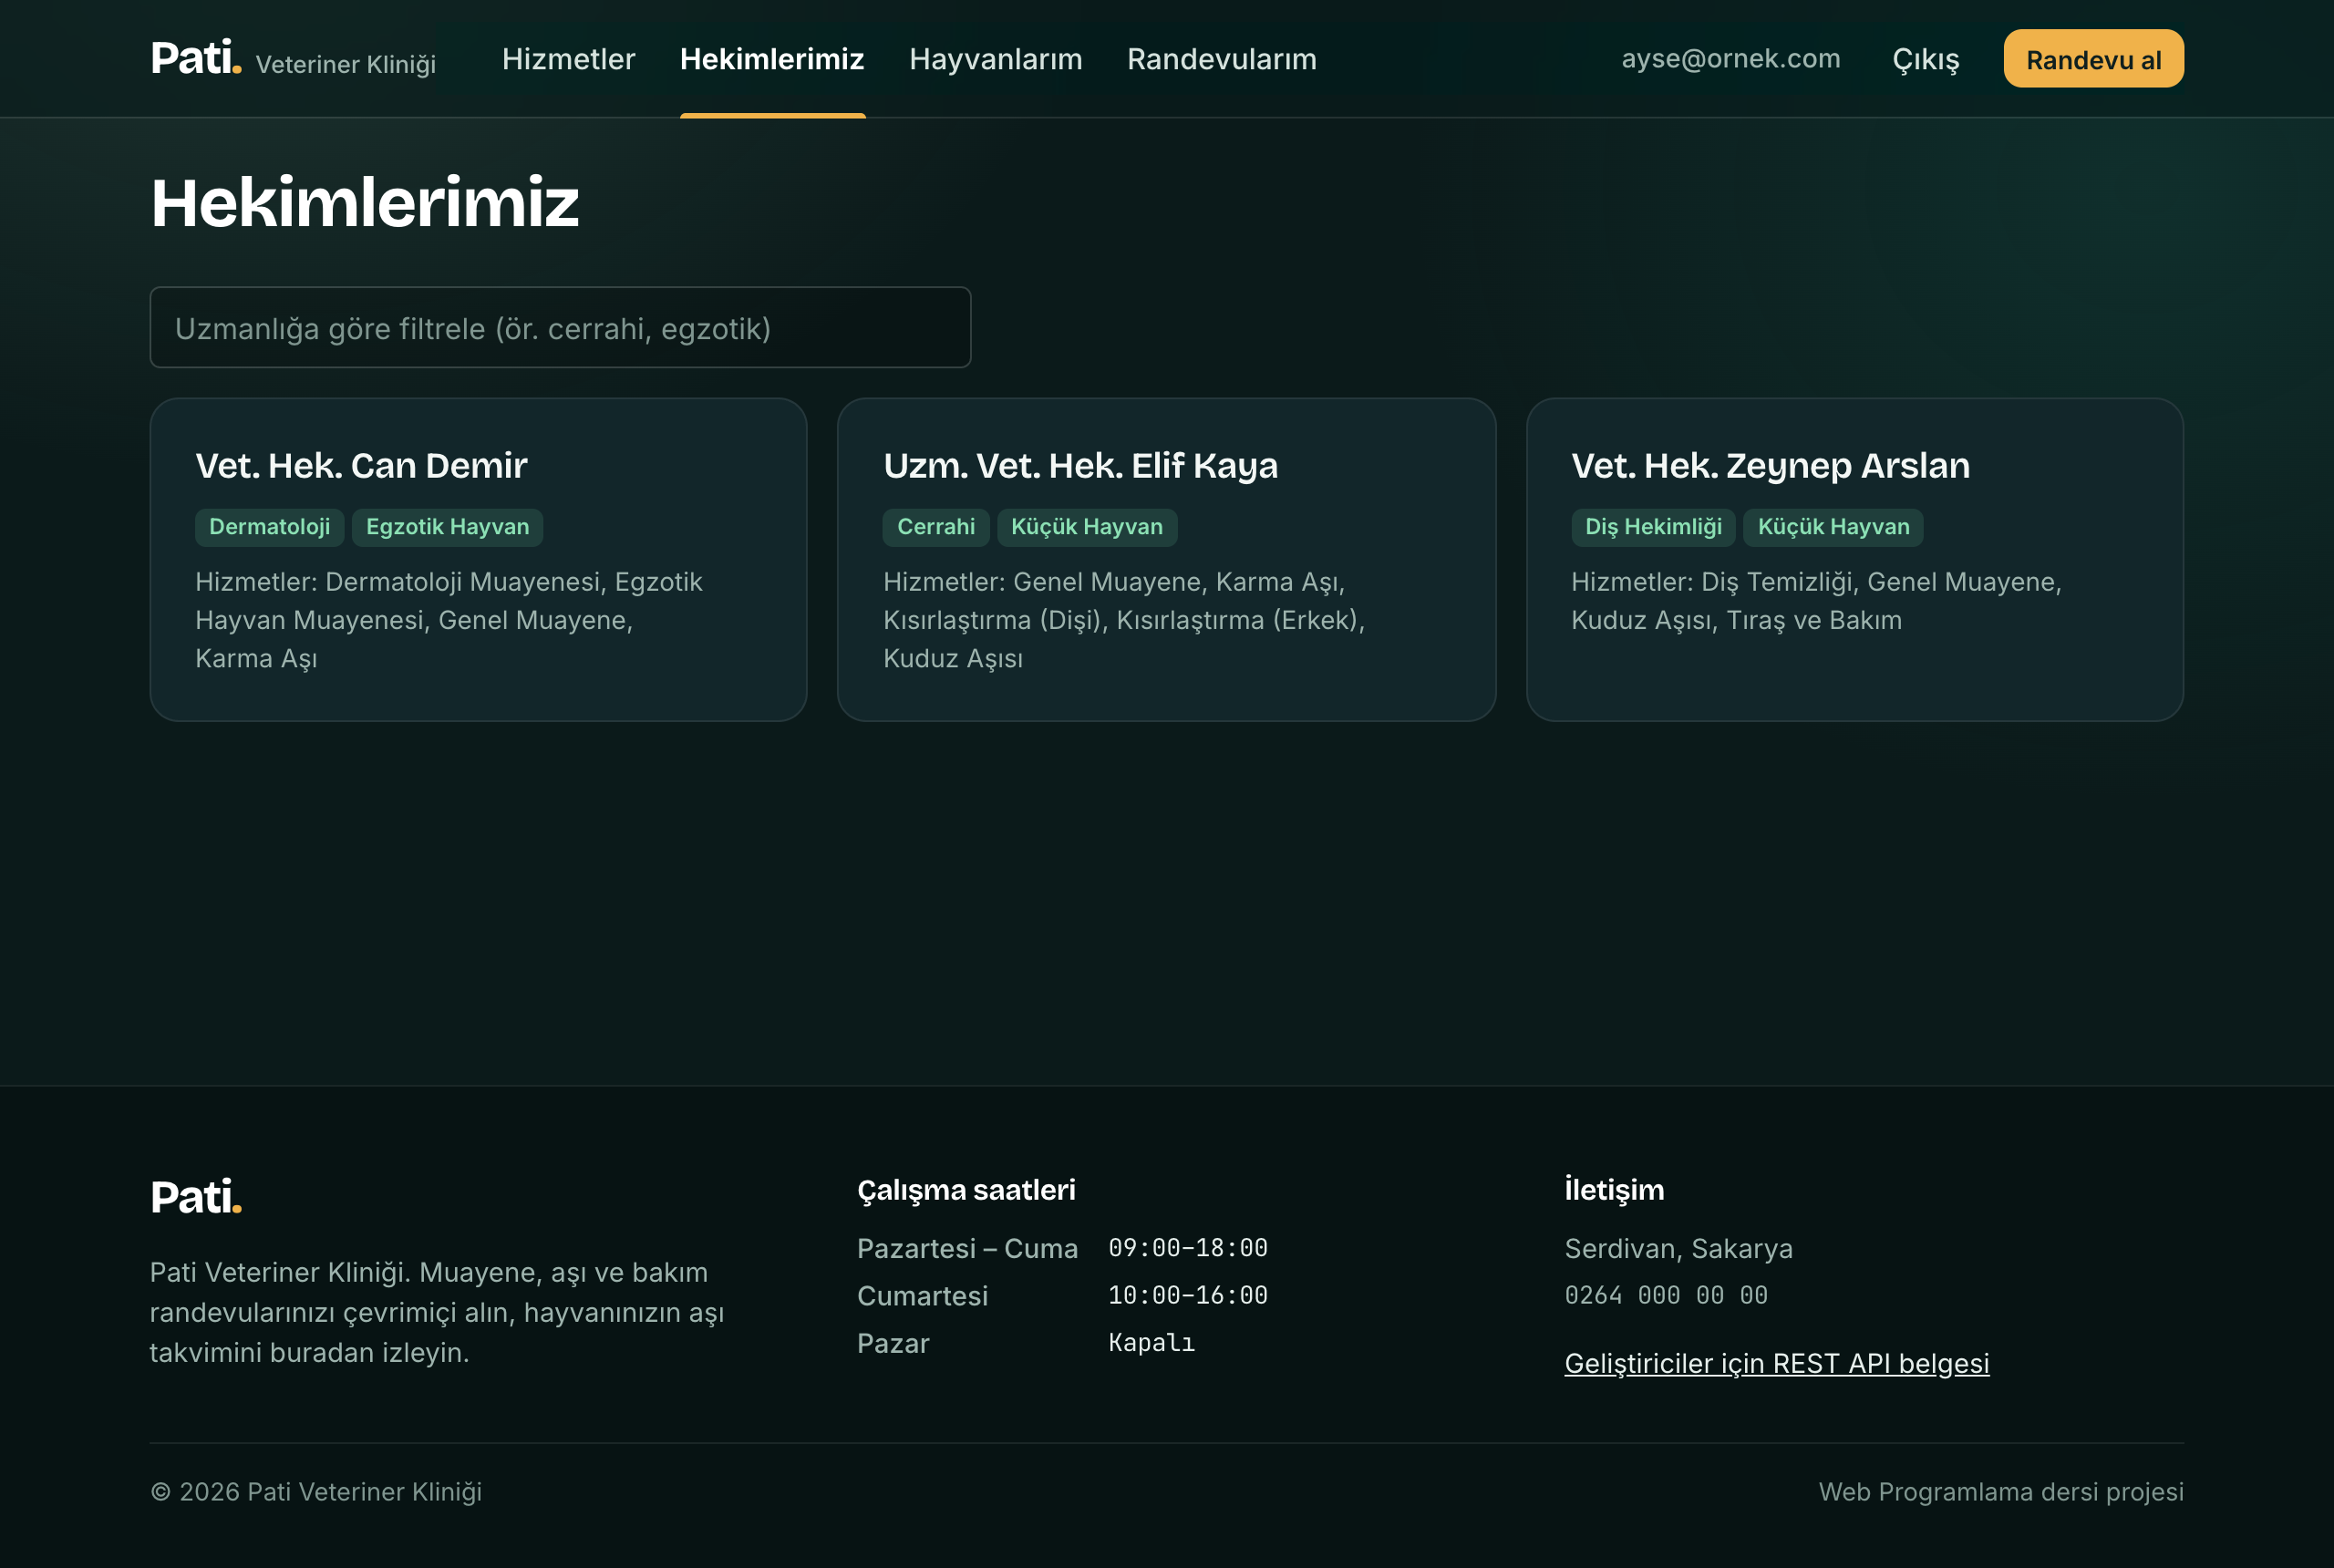 Pati. Veteriner Kliniği
Hizmetler
Hekimlerimiz
Hayvanlarım
Randevularım
ayse@ornek.com
Çıkış
Randevu al
Hekimlerimiz
Uzmanlığa göre filtrele (ör. cerrahi, egzotik)
Vet. Hek. Can Demir
Dermatoloji
Egzotik Hayvan
Hizmetler: Dermatoloji Muayenesi, Egzotik
Hayvan Muayenesi, Genel Muayene,
Karma Aşı
Uzm. Vet. Hek. Elif Kaya
Cerrahi
Küçük Hayvan
Hizmetler: Genel Muayene, Karma Aşı,
Kısırlaştırma (Dişi), Kısırlaştırma (Erkek),
Kuduz Aşısı
Vet. Hek. Zeynep Arslan
Diş Hekimliği
Küçük Hayvan
Hizmetler: Diş Temizliği, Genel Muayene,
Kuduz Aşısı, Tıraş ve Bakım
Pati.
Pati Veteriner Kliniği. Muayene, aşı ve bakım
randevularınızı çevrimiçi alın, hayvanınızın aşı
takvimini buradan izleyin.
Çalışma saatleri
Pazartesi – Cuma 09:00–18:00
Cumartesi 10:00–16:00
Pazar Kapalı
İletişim
Serdivan, Sakarya
0264 000 00 00
Geliştiriciler için REST API belgesi
© 2026 Pati Veteriner Kliniği
Web Programlama dersi projesi